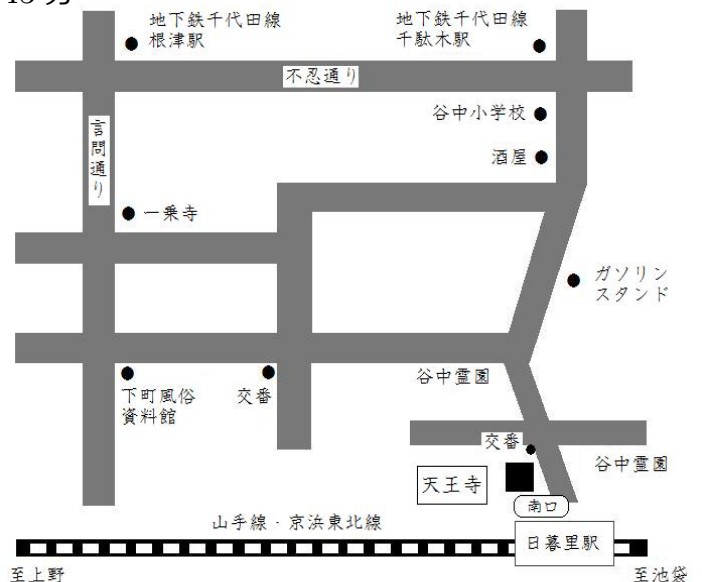 地下鉄千代田線
根津駅
地下鉄千代田線
千駄木駅
不忍通り
谷中小学校
言問通り
酒屋
一乗寺
ガソリン
スタンド
谷中霊園
下町風俗
資料館
交番
交番
谷中霊園
天王寺
南口
山手線・京浜東北線
日暮里駅
至上野
至池袋